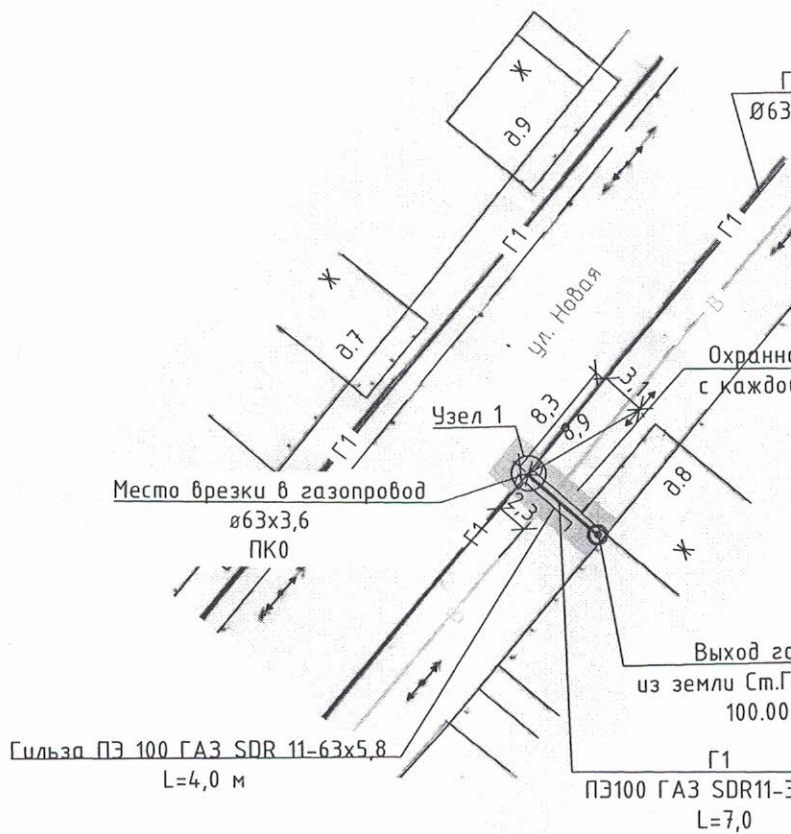 Ж
д.9
Г
Ø63
Г1
Г1
Ж
д.7
В
ул. Новая
Охранно
с каждой
3,1
8,3
8,9
Узел 1
Г1
д.8
Место врезки в газопровод
ø63х3,6
ПК0
2,3
Г1
Ж
В
Выход га
из земли Ст.Г
100.00
Гильза ПЭ 100 ГАЗ SDR 11-63х5,8
L=4,0 м
Г1
ПЭ100 ГАЗ SDR11-3
L=7,0